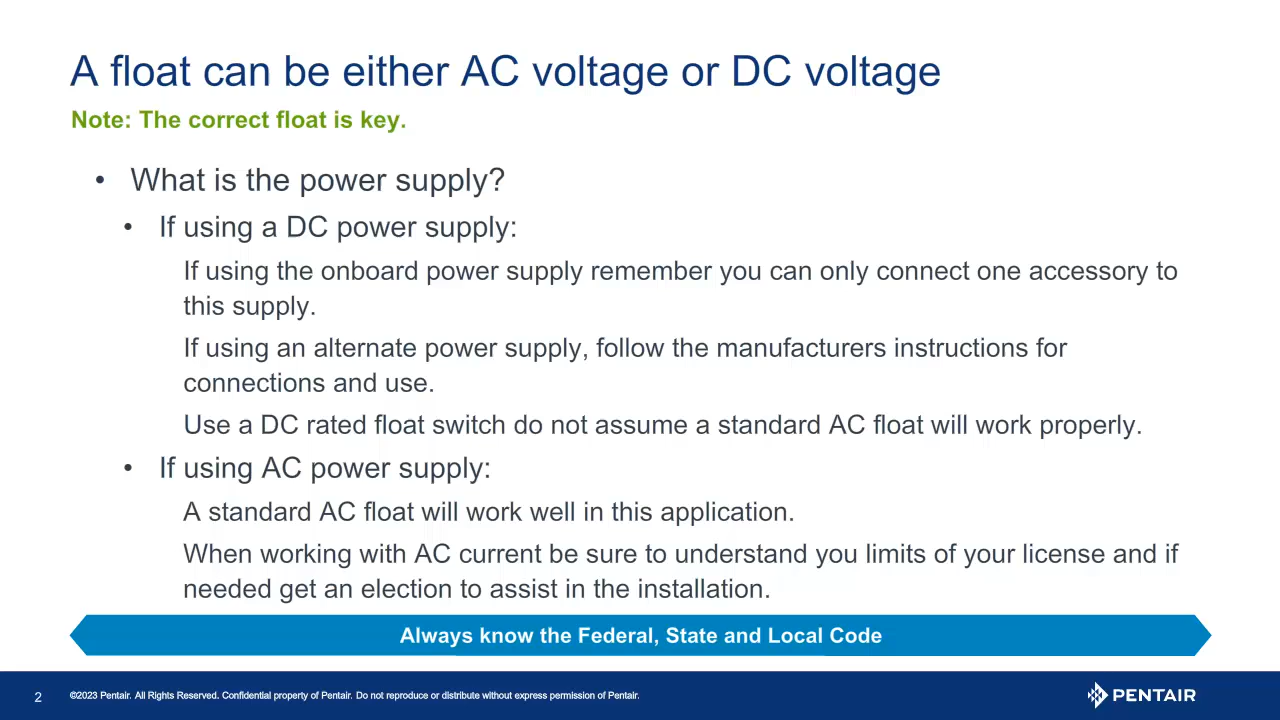 A float can be either AC voltage or DC voltage
Note: The correct float is key.
• What is the power supply?
• If using a DC power supply:
If using the onboard power supply remember you can only connect one accessory to
this supply.
If using an alternate power supply, follow the manufacturers instructions for
connections and use.
Use a DC rated float switch do not assume a standard AC float will work properly.
• If using AC power supply:
A standard AC float will work well in this application.
When working with AC current be sure to understand you limits of your license and if
needed get an election to assist in the installation.
Always know the Federal, State and Local Code
2
©2023 Pentair. All Rights Reserved. Confidential property of Pentair. Do not reproduce or distribute without express permission of Pentair.
PENTAIR